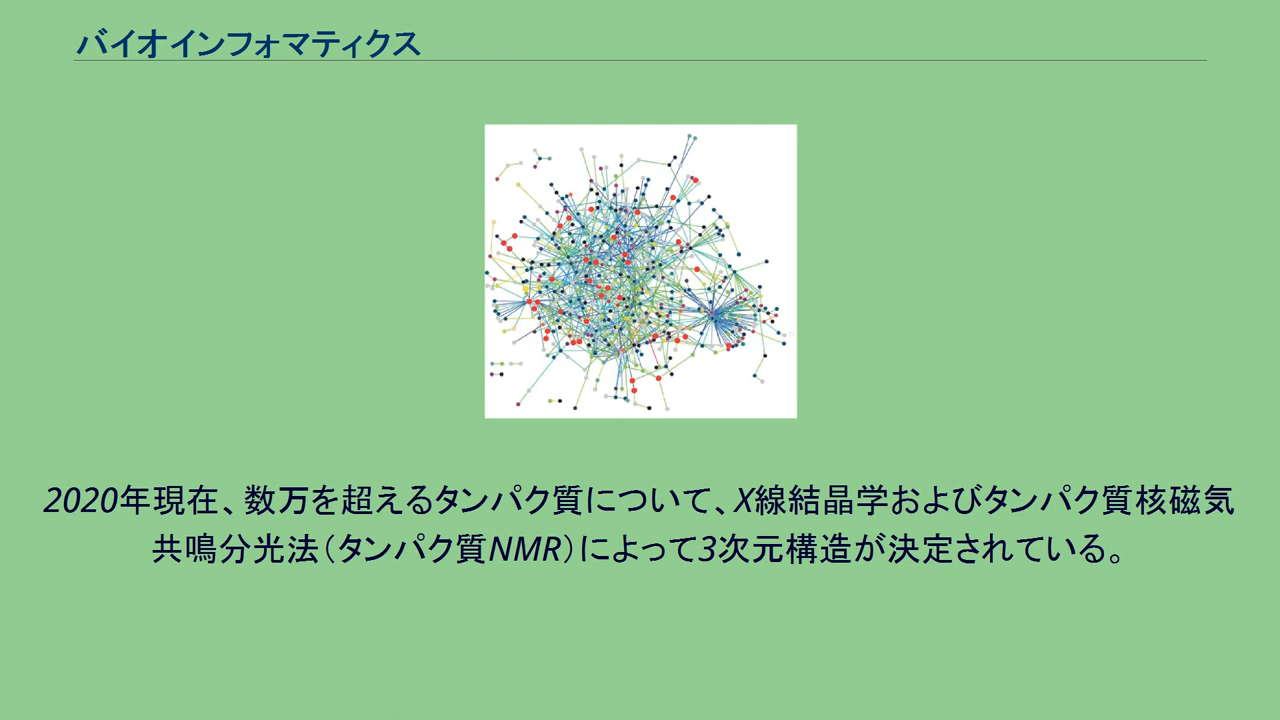 バイオインフォマティクス
2020年現在、数万を超えるタンパク質について、X線結晶学およびタンパク質核磁気
共鳴分光法（タンパク質NMR）によって3次元構造が決定されている。